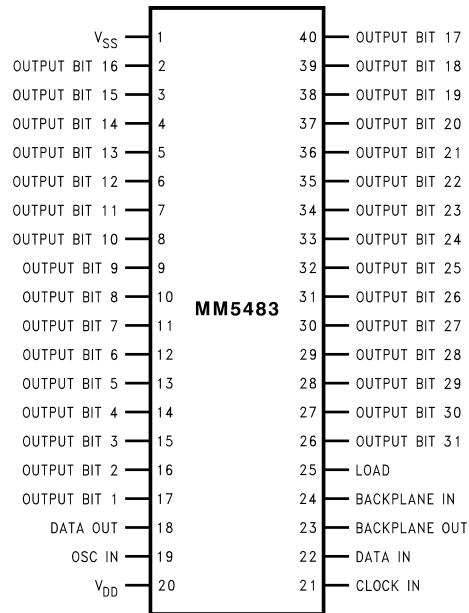 VSS 1 40 OUTPUT BIT 17
OUTPUT BIT 16 2 39 OUTPUT BIT 18
OUTPUT BIT 15 3 38 OUTPUT BIT 19
OUTPUT BIT 14 4 37 OUTPUT BIT 20
OUTPUT BIT 13 5 36 OUTPUT BIT 21
OUTPUT BIT 12 6 35 OUTPUT BIT 22
OUTPUT BIT 11 7 34 OUTPUT BIT 23
OUTPUT BIT 10 8 33 OUTPUT BIT 24
OUTPUT BIT 9 9 32 OUTPUT BIT 25
OUTPUT BIT 8 10 31 OUTPUT BIT 26
MM5483
OUTPUT BIT 7 11 30 OUTPUT BIT 27
OUTPUT BIT 6 12 29 OUTPUT BIT 28
OUTPUT BIT 5 13 28 OUTPUT BIT 29
OUTPUT BIT 4 14 27 OUTPUT BIT 30
OUTPUT BIT 3 15 26 OUTPUT BIT 31
OUTPUT BIT 2 16 25 LOAD
OUTPUT BIT 1 17 24 BACKPLANE IN
DATA OUT 18 23 BACKPLANE OUT
OSC IN 19 22 DATA IN
VDD 20 21 CLOCK IN